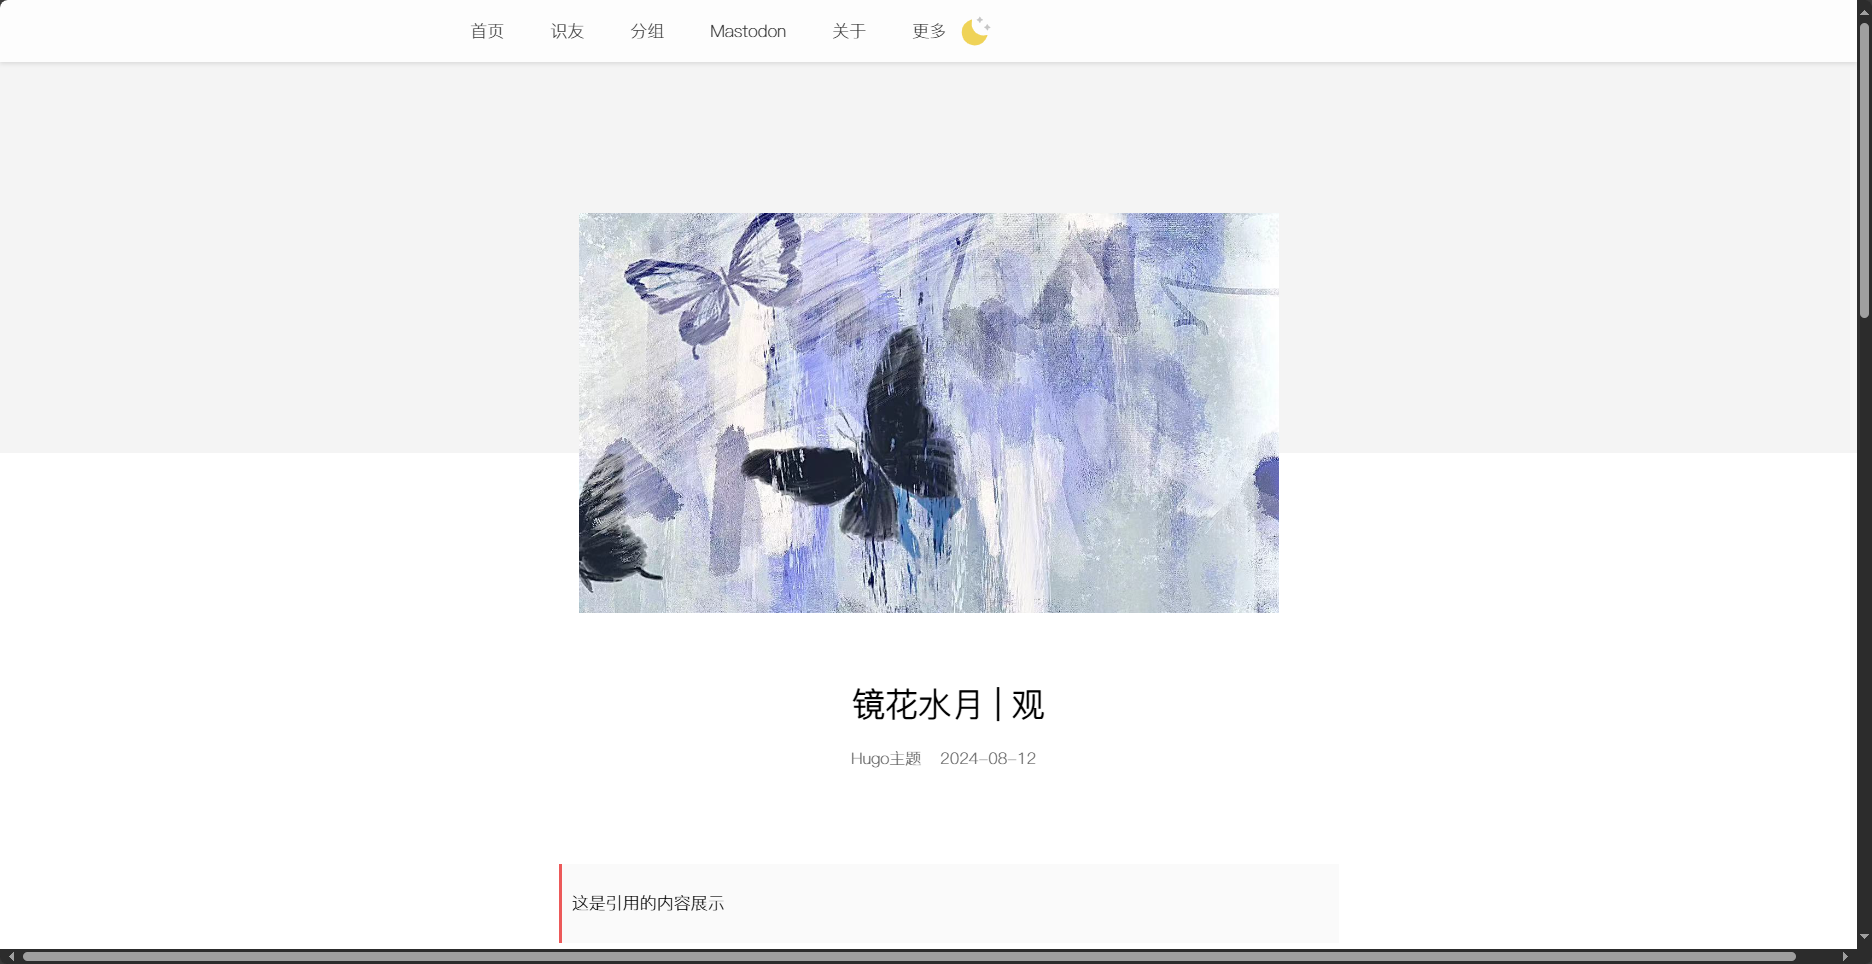 首页 识友 分组 Mastodon 关于 更多
镜花水月 | 观
Hugo主题 2024-08-12
这是引用的内容展示